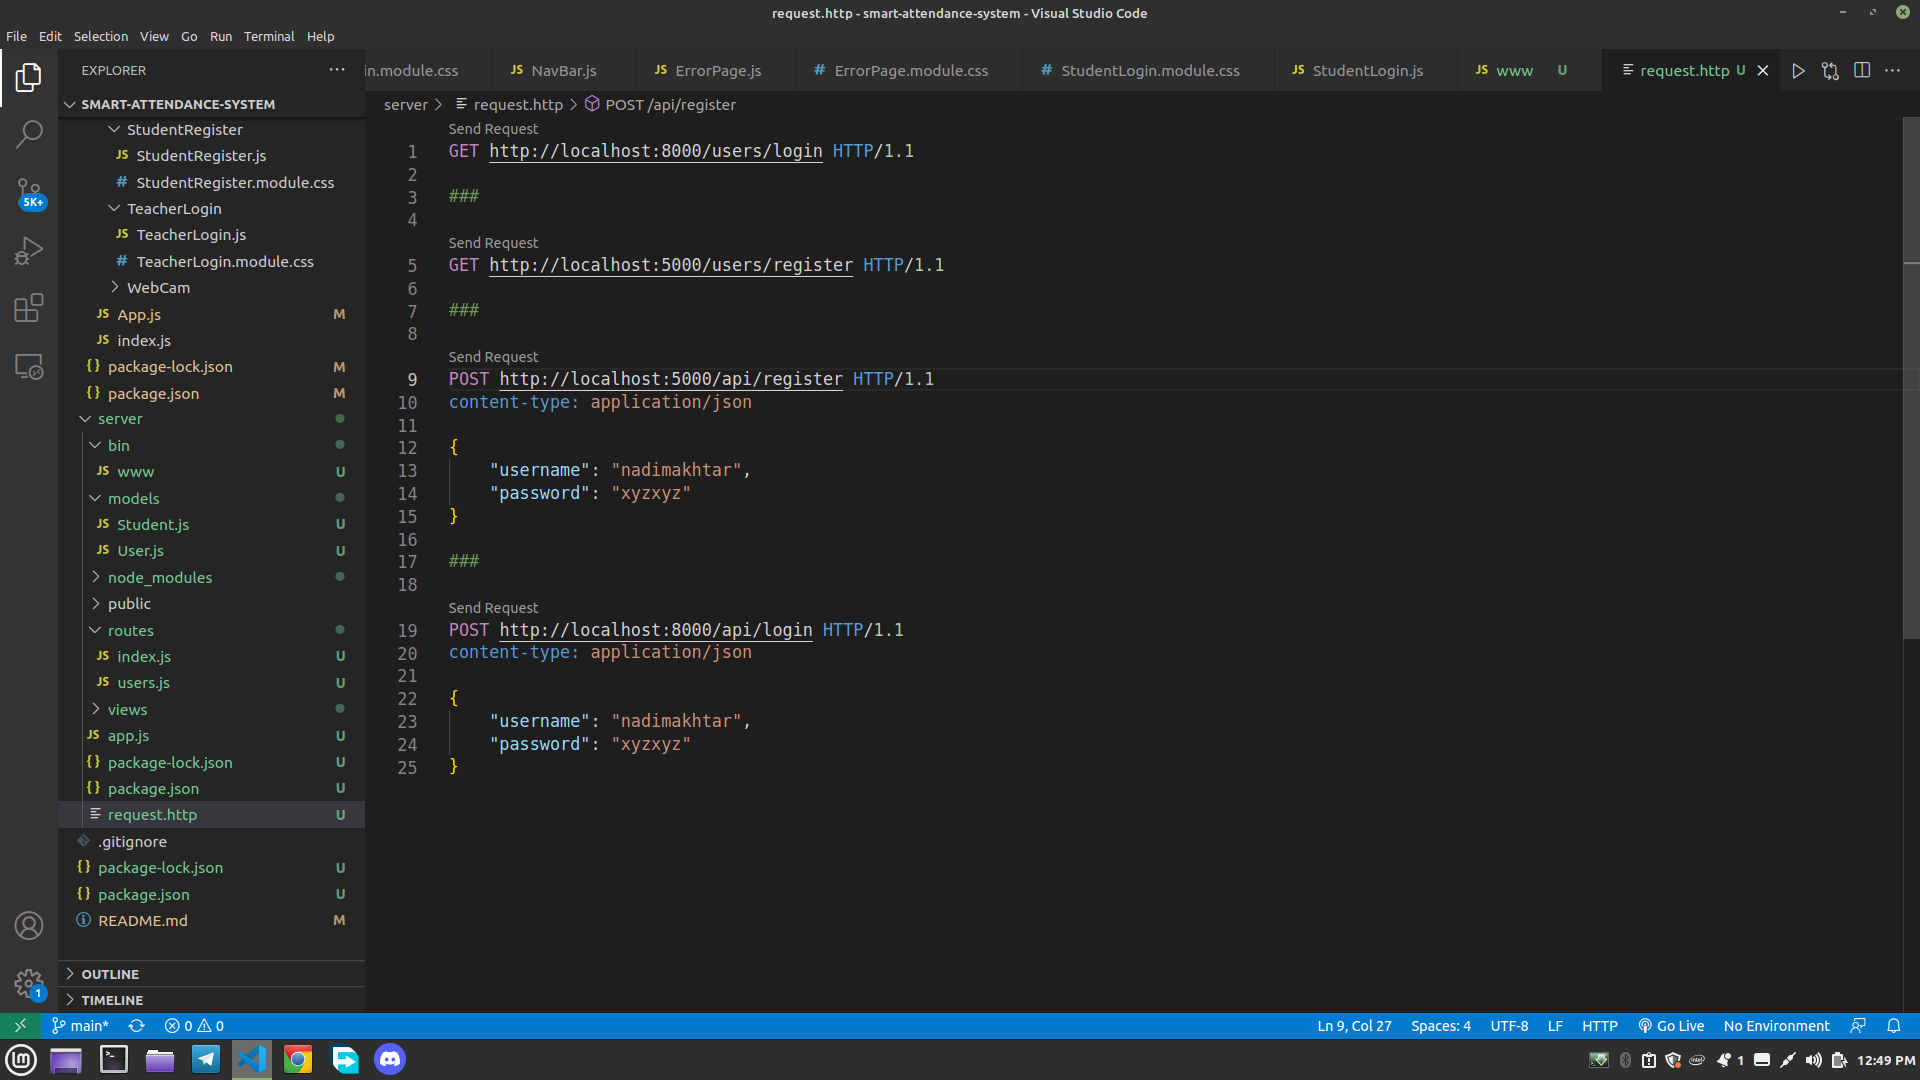 request.http - smart-attendance-system - Visual Studio Code
File Edit Selection View Go Run Terminal Help
EXPLORER
in.module.css
JS NavBar.js
JS ErrorPage.js
# ErrorPage.module.css
# StudentLogin.module.css
JS StudentLogin.js
JS www U
request.http U
SMART-ATTENDANCE-SYSTEM
StudentRegister
JS StudentRegister.js
# StudentRegister.module.css
TeacherLogin
JS TeacherLogin.js
# TeacherLogin.module.css
WebCam
JS App.js M
JS index.js
{} package-lock.json M
{} package.json M
server
bin
JS www U
models
JS Student.js U
JS User.js U
node_modules
public
routes
JS index.js U
JS users.js U
views
JS app.js U
{} package-lock.json U
{} package.json U
request.http U
.gitignore
{} package-lock.json U
{} package.json U
README.md M
OUTLINE
TIMELINE
5K+
1
server > request.http > POST /api/register
Send Request
1 GET http://localhost:8000/users/login HTTP/1.1
2
3 ###
4
Send Request
5 GET http://localhost:5000/users/register HTTP/1.1
6
7 ###
8
Send Request
9 POST http://localhost:5000/api/register HTTP/1.1
10 content-type: application/json
11
12 {
13 "username": "nadimakhtar",
14 "password": "xyzxyz"
15 }
16
17 ###
18
Send Request
19 POST http://localhost:8000/api/login HTTP/1.1
20 content-type: application/json
21
22 {
23 "username": "nadimakhtar",
24 "password": "xyzxyz"
25 }
main* 0 0 Ln 9, Col 27 Spaces: 4 UTF-8 LF HTTP Go Live No Environment
1 12:49 PM